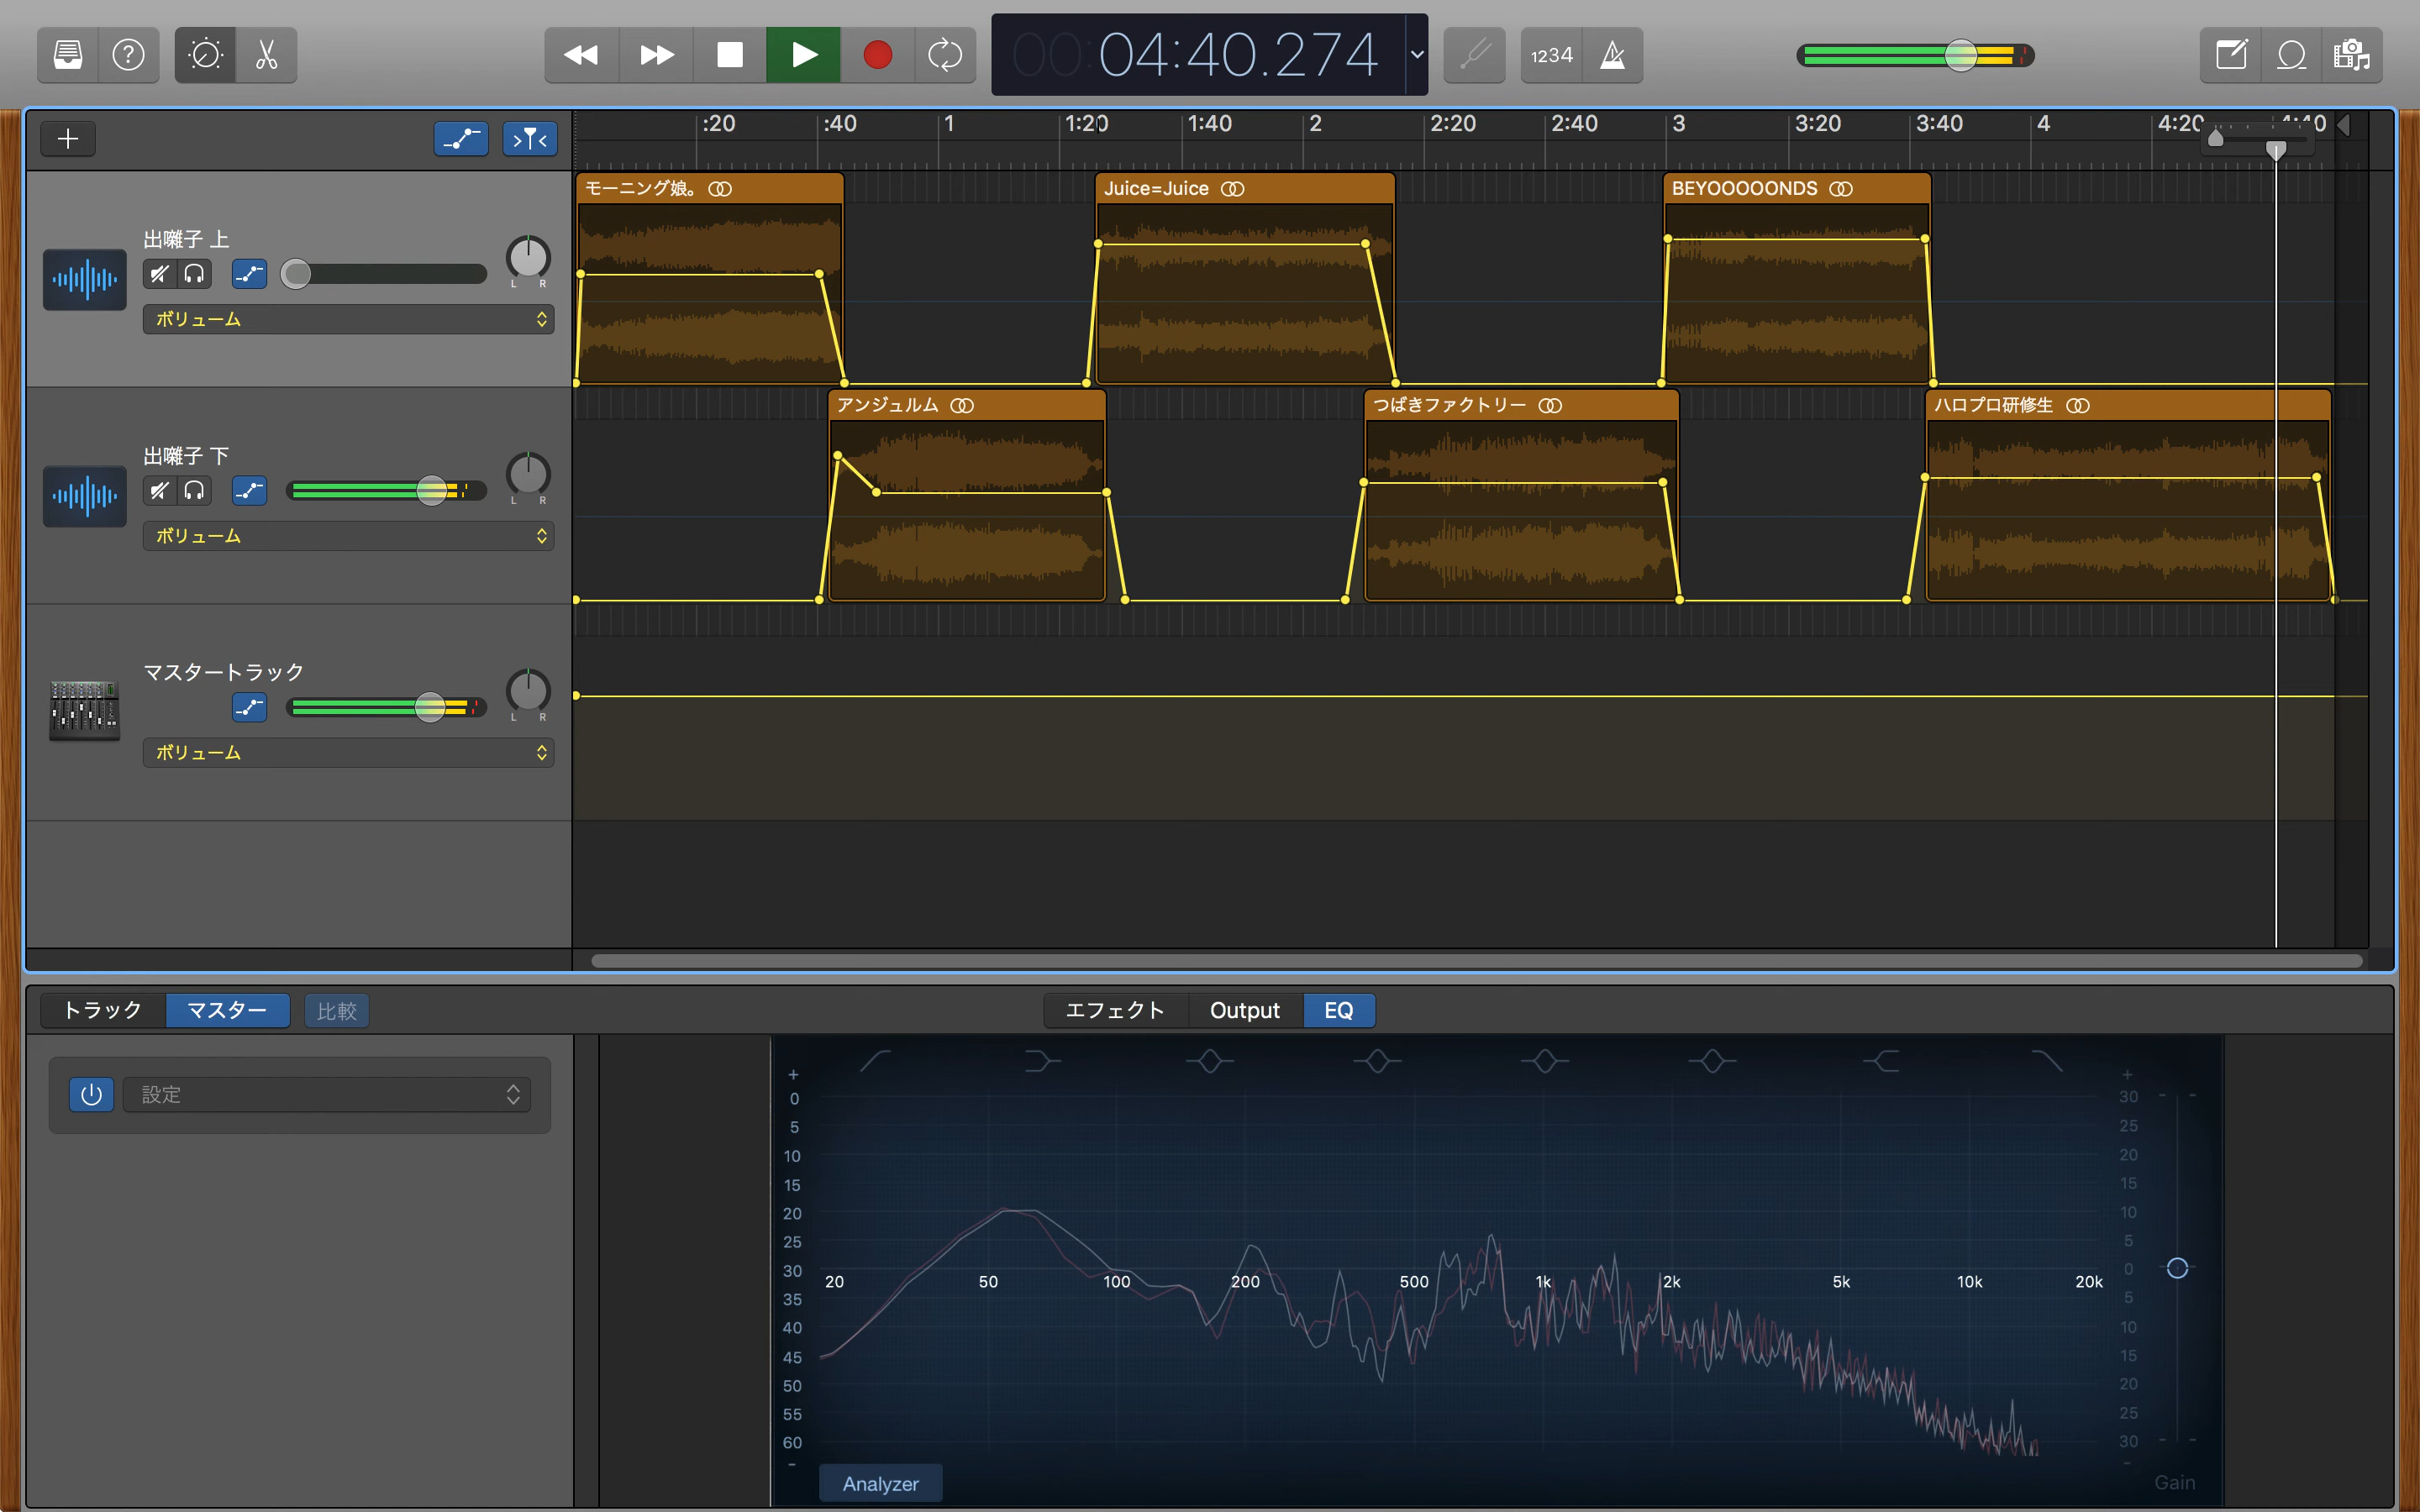 1234
00:04:40.274
:20 :40 1 1:20 1:40 2 2:20 2:40 3 3:20 3:40 4 4:20 4:40
モーニング娘。
Juice=Juice
BEYOOOOONDS
出囃子 上
L R
ボリューム
アンジュルム
つばきファクトリー
ハロプロ研修生
出囃子 下
L R
ボリューム
マスタートラック
L R
ボリューム
トラック マスター 比較
エフェクト Output EQ
設定
+
0
5
10
15
20
25
30
35
40
45
50
55
60
-
20 50 100 200 500 1k 2k 5k 10k 20k
+
30
25
20
15
10
5
0
5
10
15
20
25
30
-
Analyzer
Gain